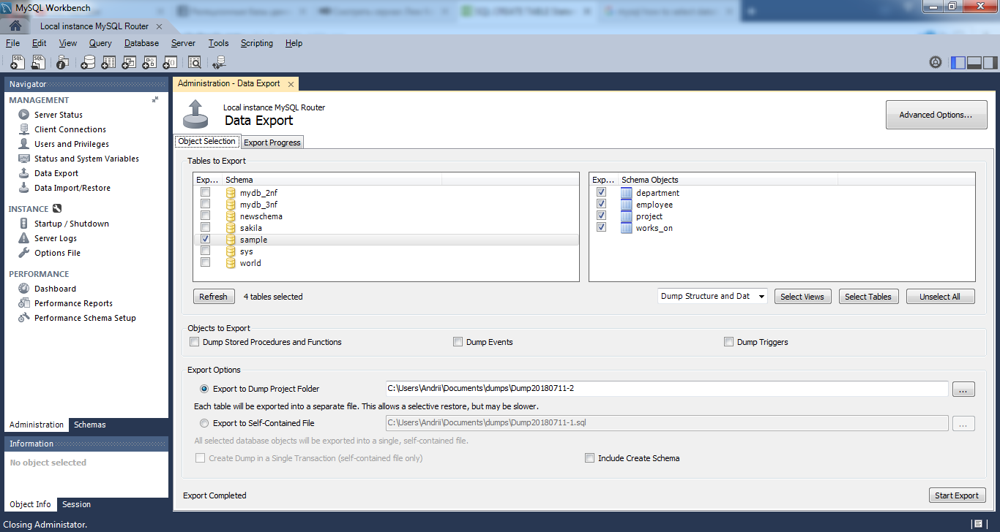 MySQL Workbench
Local instance MySQL Router
File Edit View Query Database Server Tools Scripting Help
Navigator
MANAGEMENT
Server Status
Client Connections
Users and Privileges
Status and System Variables
Data Export
Data Import/Restore
INSTANCE
Startup / Shutdown
Server Logs
Options File
PERFORMANCE
Dashboard
Performance Reports
Performance Schema Setup
Administration Schemas
Information
No object selected
Object Info Session
Administration - Data Export
Local instance MySQL Router
Data Export
Advanced Options...
Object Selection Export Progress
Tables to Export
Exp... Schema
mydb_2nf
mydb_3nf
newschema
sakila
sample
sys
world
Exp... Schema Objects
department
employee
project
works_on
Refresh 4 tables selected Dump Structure and Dat Select Views Select Tables Unselect All
Objects to Export
Dump Stored Procedures and Functions Dump Events Dump Triggers
Export Options
Export to Dump Project Folder C:\Users\Andrii\Documents\dumps\Dump20180711-2 ...
Each table will be exported into a separate file. This allows a selective restore, but may be slower.
Export to Self-Contained File C:\Users\Andrii\Documents\dumps\Dump20180711-1.sql ...
All selected database objects will be exported into a single, self-contained file.
Create Dump in a Single Transaction (self-contained file only) Include Create Schema
Export Completed Start Export
Closing Administator.